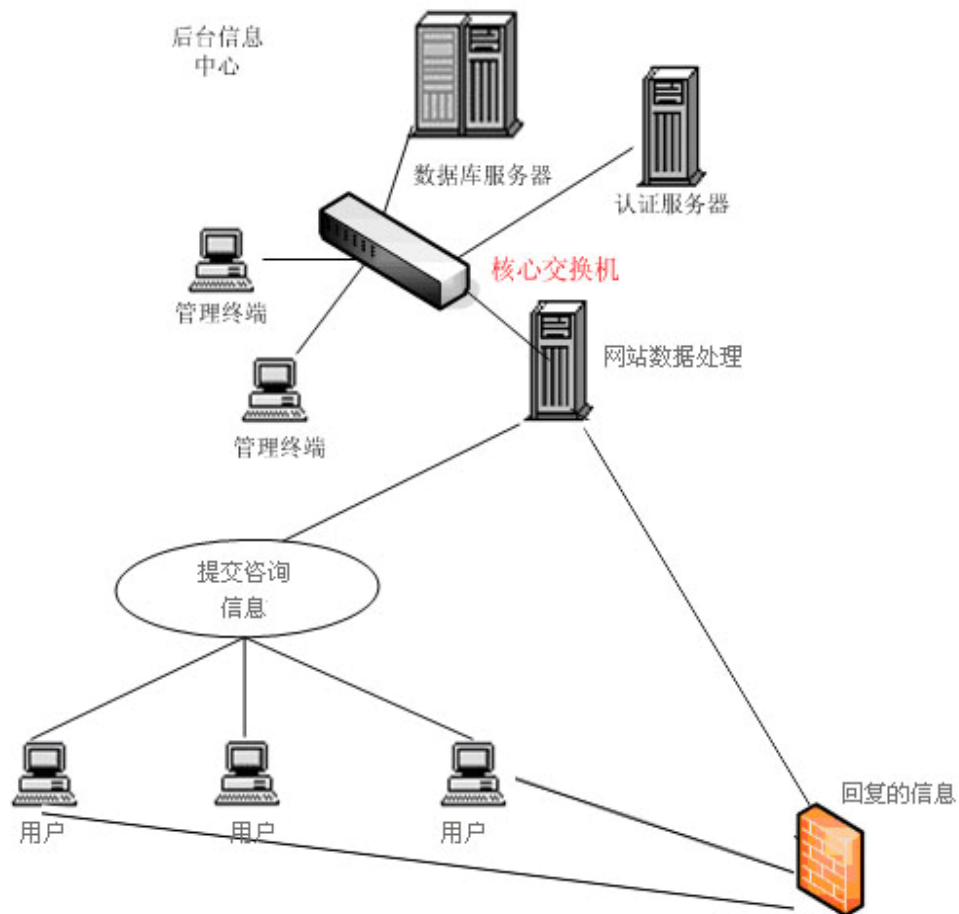 后台信息
中心
数据库服务器
认证服务器
核心交换机
管理终端
网站数据处理
管理终端
提交咨询
信息
回复的信息
用户
用户
用户